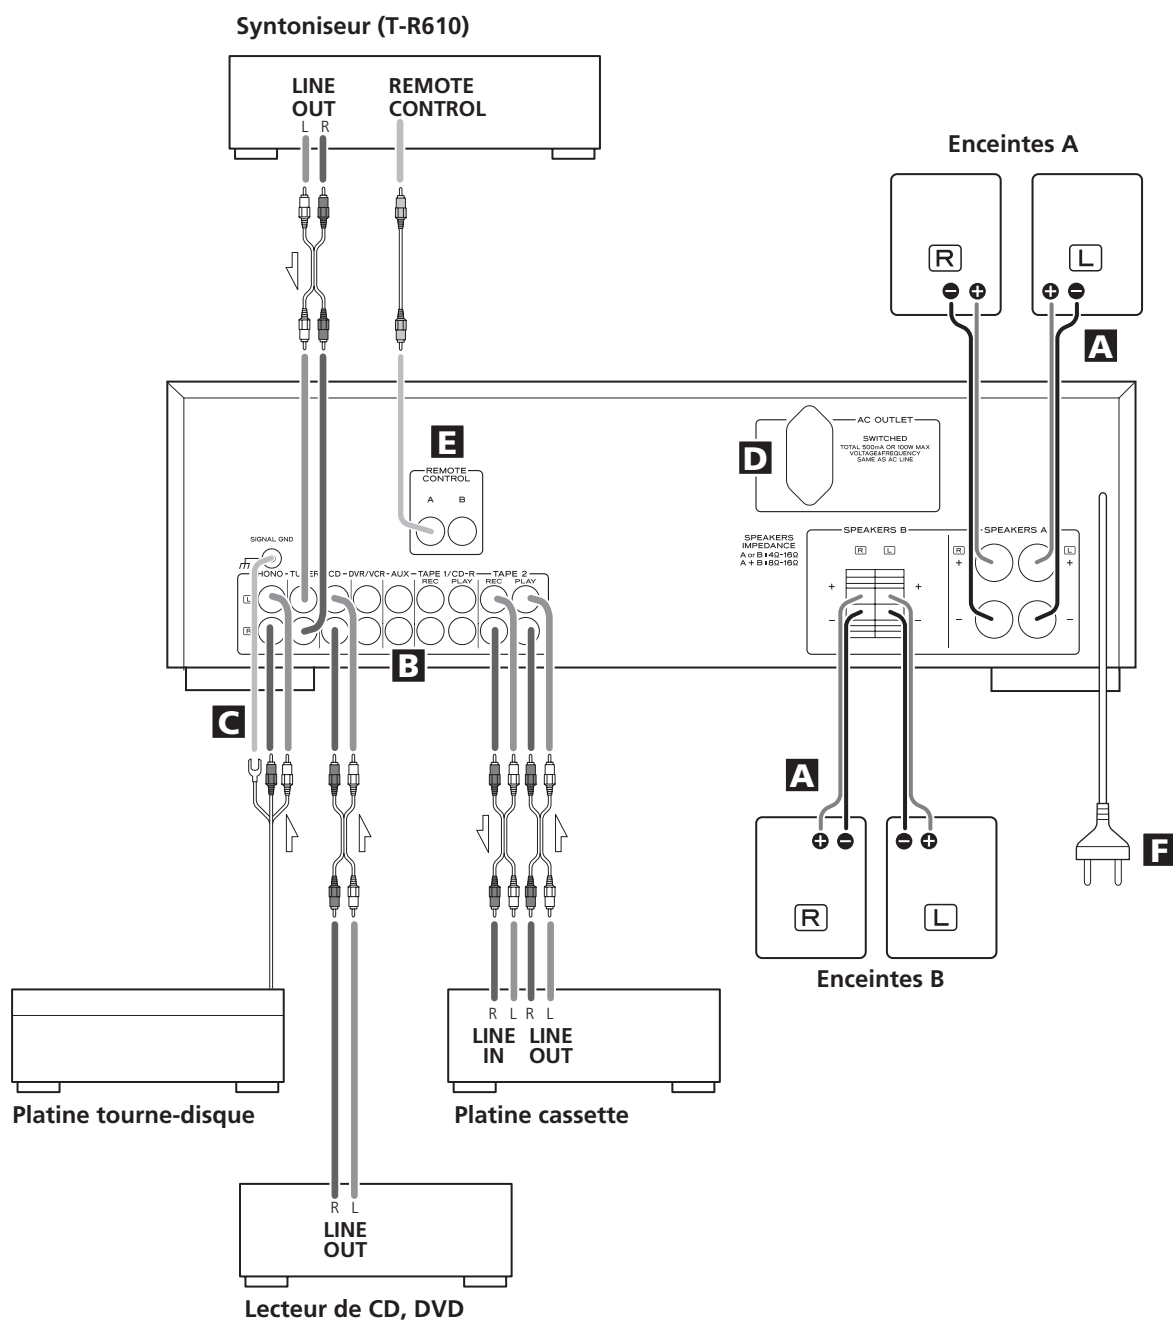 Syntoniseur (T-R610)
LINE OUT
L R
REMOTE CONTROL
Enceintes A
R
L
− +
+ −
A
E
REMOTE CONTROL
A B
D
AC OUTLET
SWITCHED
TOTAL 500mA OR 100W MAX
VOLTAGE&FREQUENCY
SAME AS AC LINE
SIGNAL GND
PHONO TUNER CD DVR/VCR AUX TAPE 1/CD-R TAPE 2
REC PLAY REC PLAY
L
R
B
SPEAKERS IMPEDANCE
A or B : 4Ω-16Ω
A + B : 8Ω-16Ω
SPEAKERS B
R L
+ +
− −
SPEAKERS A
R L
+ +
− −
C
A
+ −
− +
R
L
Enceintes B
F
R L R L
LINE IN
LINE OUT
Platine tourne-disque
Platine cassette
R L
LINE OUT
Lecteur de CD, DVD